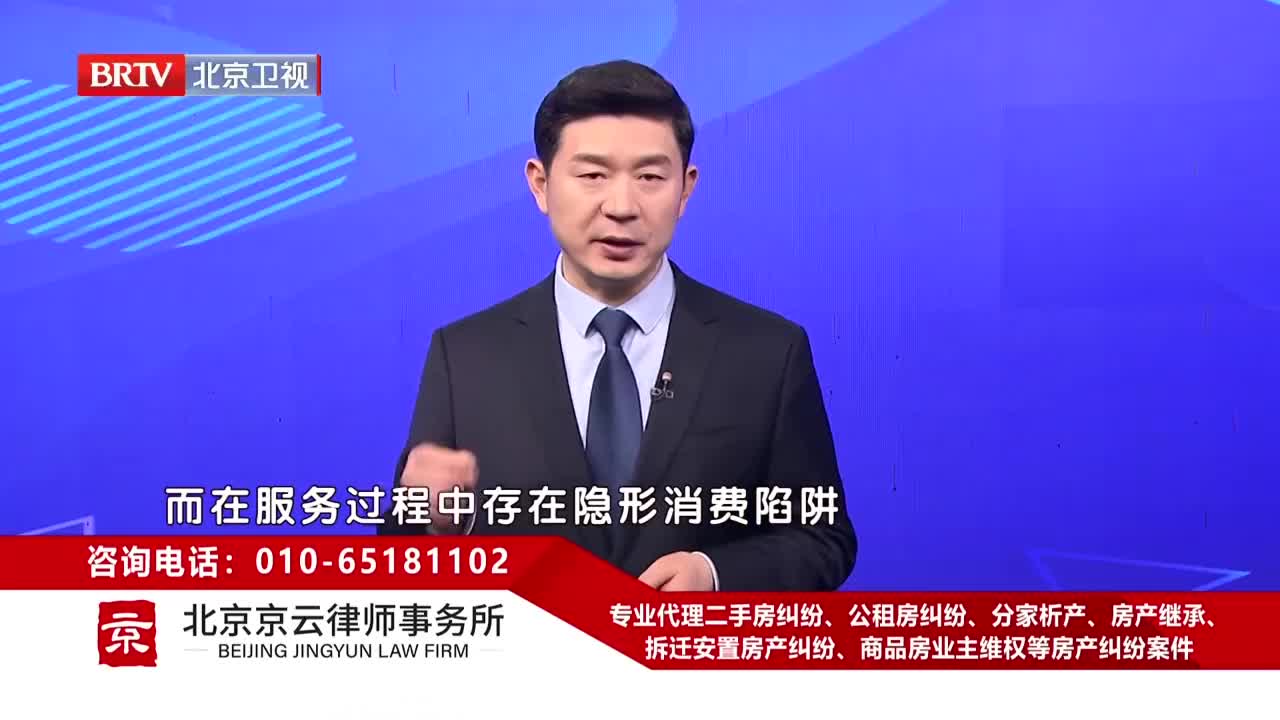 BRTV 北京卫视
而在服务过程中存在隐形消费陷阱
咨询电话：010-65181102
京 北京京云律师事务所
BEIJING JINGYUN LAW FIRM
专业代理二手房纠纷、公租房纠纷、分家析产、房产继承、
拆迁安置房产纠纷、商品房业主维权等房产纠纷案件